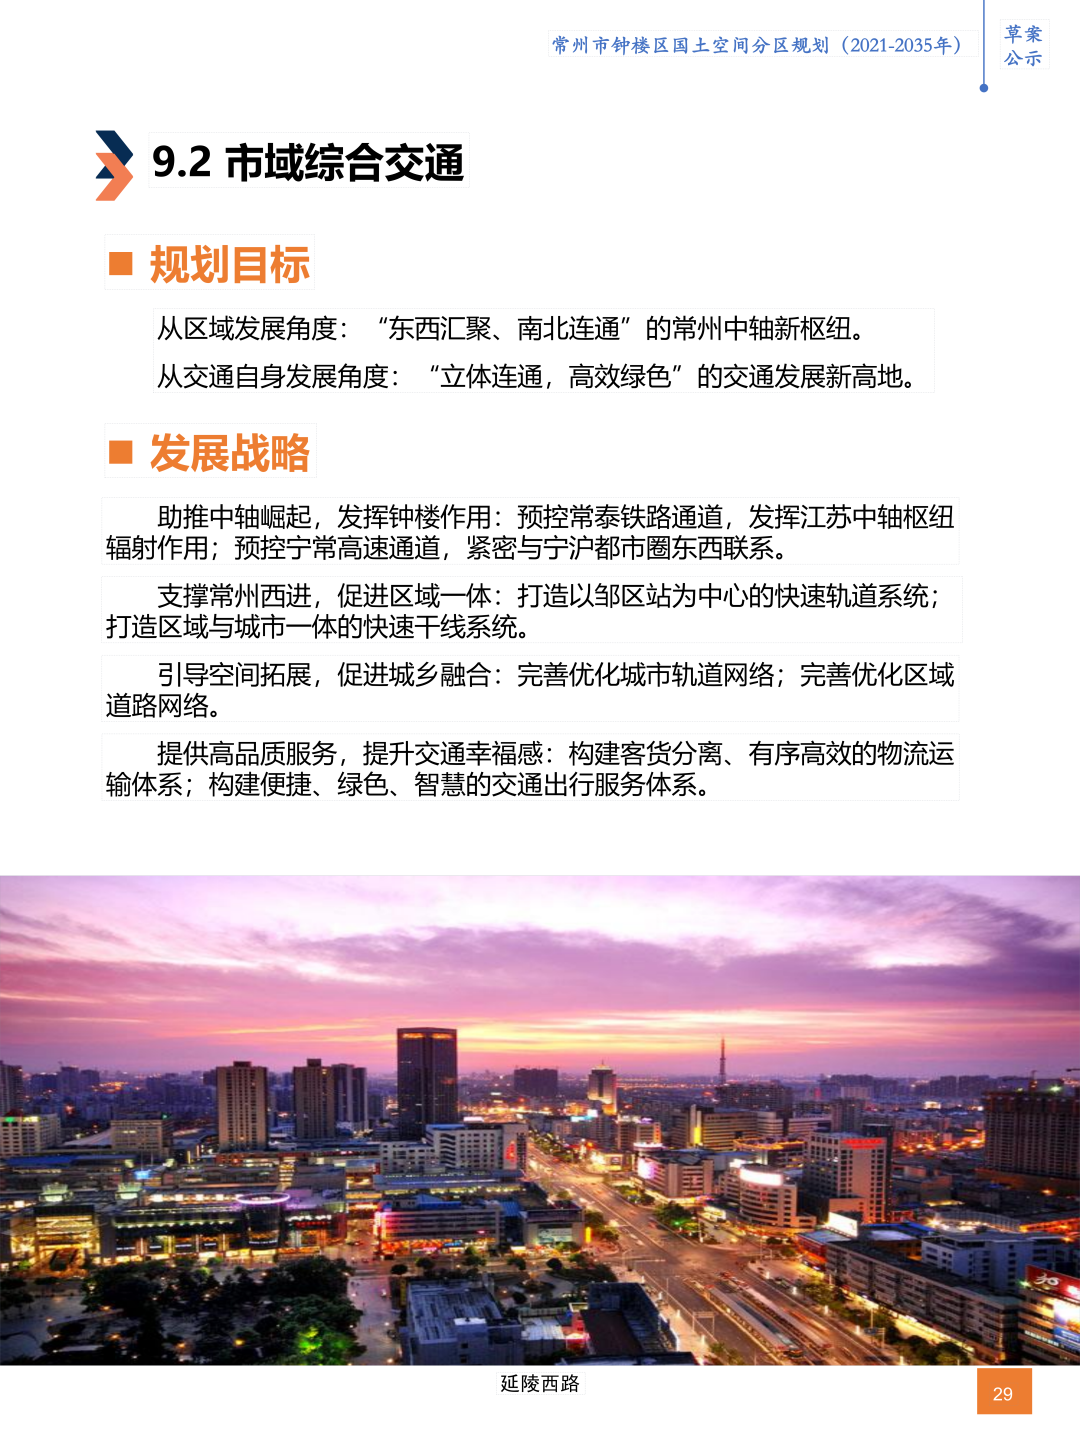 常州市钟楼区国土空间分区规划（2021-2035年）
草案
公示
9.2 市域综合交通
规划目标
从区域发展角度：“东西汇聚、南北连通”的常州中轴新枢纽。
从交通自身发展角度：“立体连通，高效绿色”的交通发展新高地。
发展战略
助推中轴崛起，发挥钟楼作用：预控常泰铁路通道，发挥江苏中轴枢纽
辐射作用；预控宁常高速通道，紧密与宁沪都市圈东西联系。
支撑常州西进，促进区域一体：打造以邹区站为中心的快速轨道系统；
打造区域与城市一体的快速干线系统。
引导空间拓展，促进城乡融合：完善优化城市轨道网络；完善优化区域
道路网络。
提供高品质服务，提升交通幸福感：构建客货分离、有序高效的物流运
输体系；构建便捷、绿色、智慧的交通出行服务体系。
延陵西路
29